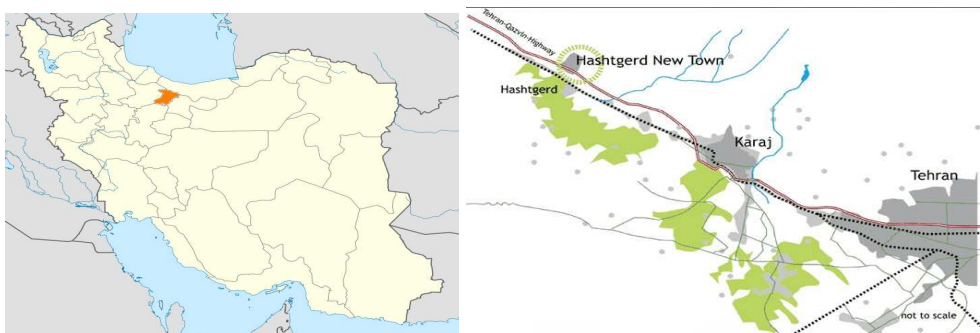 Tehran-Qazvin-Highway
Hashtgerd New Town
Hashtgerd
Karaj
Tehran
not to scale